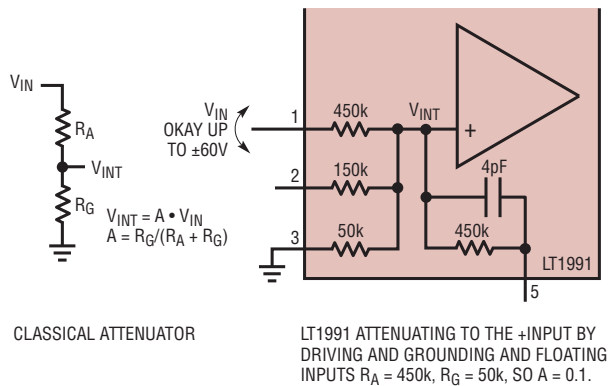 V_IN
R_A
V_INT
R_G
V_INT = A • V_IN
A = R_G/(R_A + R_G)
CLASSICAL ATTENUATOR
V_IN
OKAY UP
TO ±60V
1
450k
V_INT
+
2
150k
4pF
3
50k
450k
LT1991
5
LT1991 ATTENUATING TO THE +INPUT BY
DRIVING AND GROUNDING AND FLOATING
INPUTS R_A = 450k, R_G = 50k, SO A = 0.1.